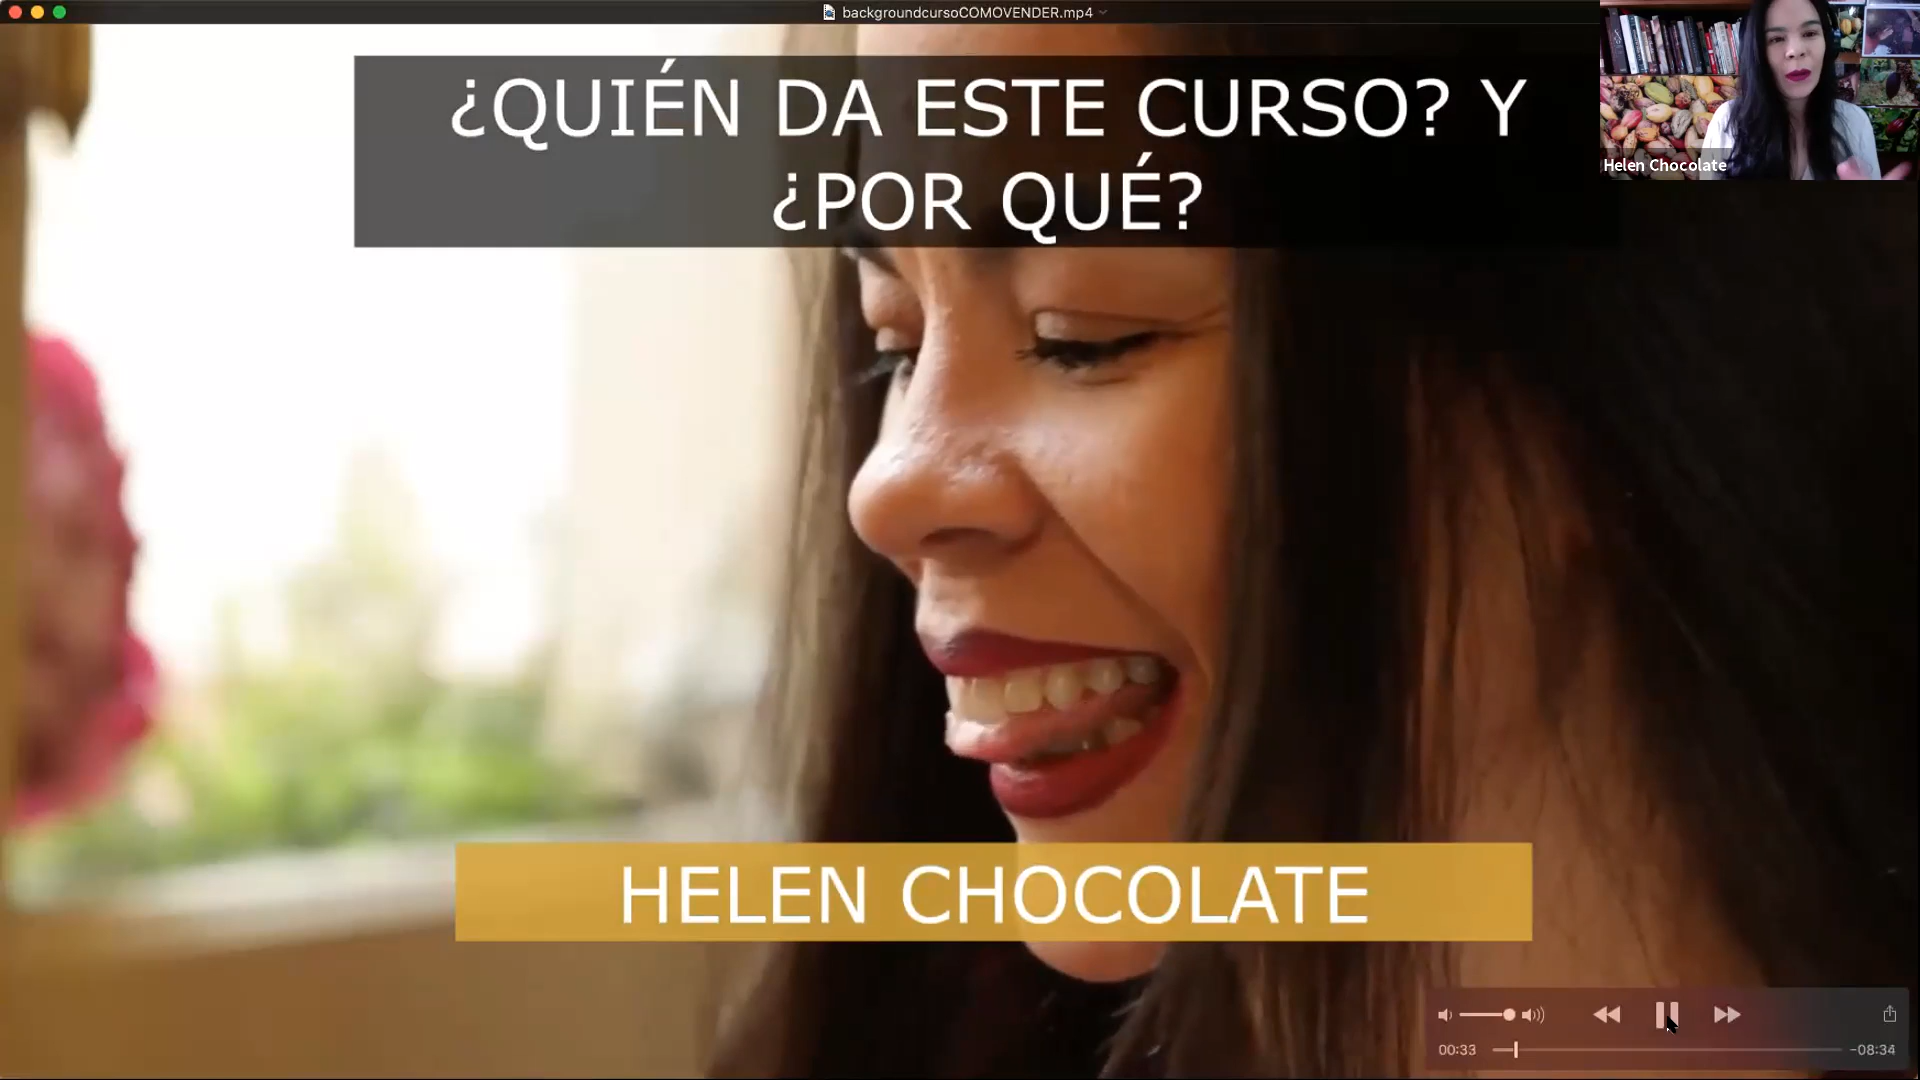 backgroundcursoCOMOVENDER.mp4
¿QUIÉN DA ESTE CURSO? Y
¿POR QUÉ?
Helen Chocolate
HELEN CHOCOLATE
00:33
-08:34